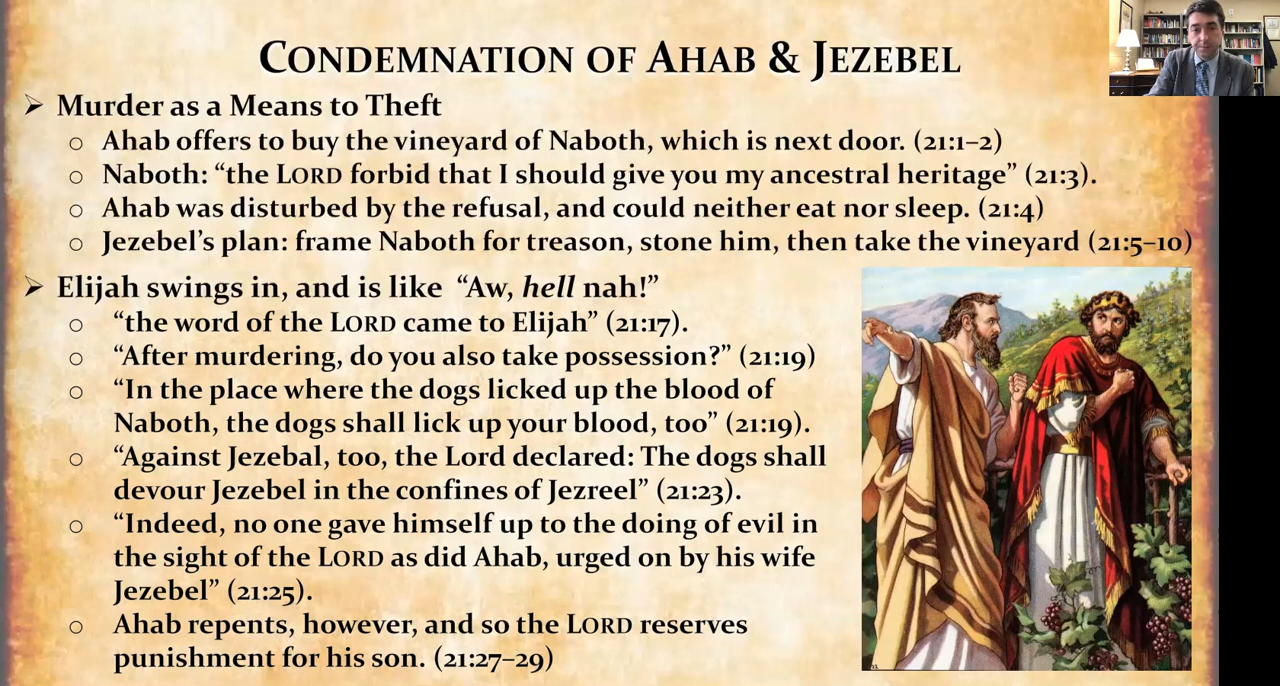 CONDEMNATION OF AHAB & JEZEBEL
➢ Murder as a Means to Theft
○ Ahab offers to buy the vineyard of Naboth, which is next door. (21:1–2)
○ Naboth: “the LORD forbid that I should give you my ancestral heritage” (21:3).
○ Ahab was disturbed by the refusal, and could neither eat nor sleep. (21:4)
○ Jezebel’s plan: frame Naboth for treason, stone him, then take the vineyard (21:5–10)
➢ Elijah swings in, and is like “Aw, hell nah!”
○ “the word of the LORD came to Elijah” (21:17).
○ “After murdering, do you also take possession?” (21:19)
○ “In the place where the dogs licked up the blood of
Naboth, the dogs shall lick up your blood, too” (21:19).
○ “Against Jezebal, too, the Lord declared: The dogs shall
devour Jezebel in the confines of Jezreel” (21:23).
○ “Indeed, no one gave himself up to the doing of evil in
the sight of the LORD as did Ahab, urged on by his wife
Jezebel” (21:25).
○ Ahab repents, however, and so the LORD reserves
punishment for his son. (21:27–29)